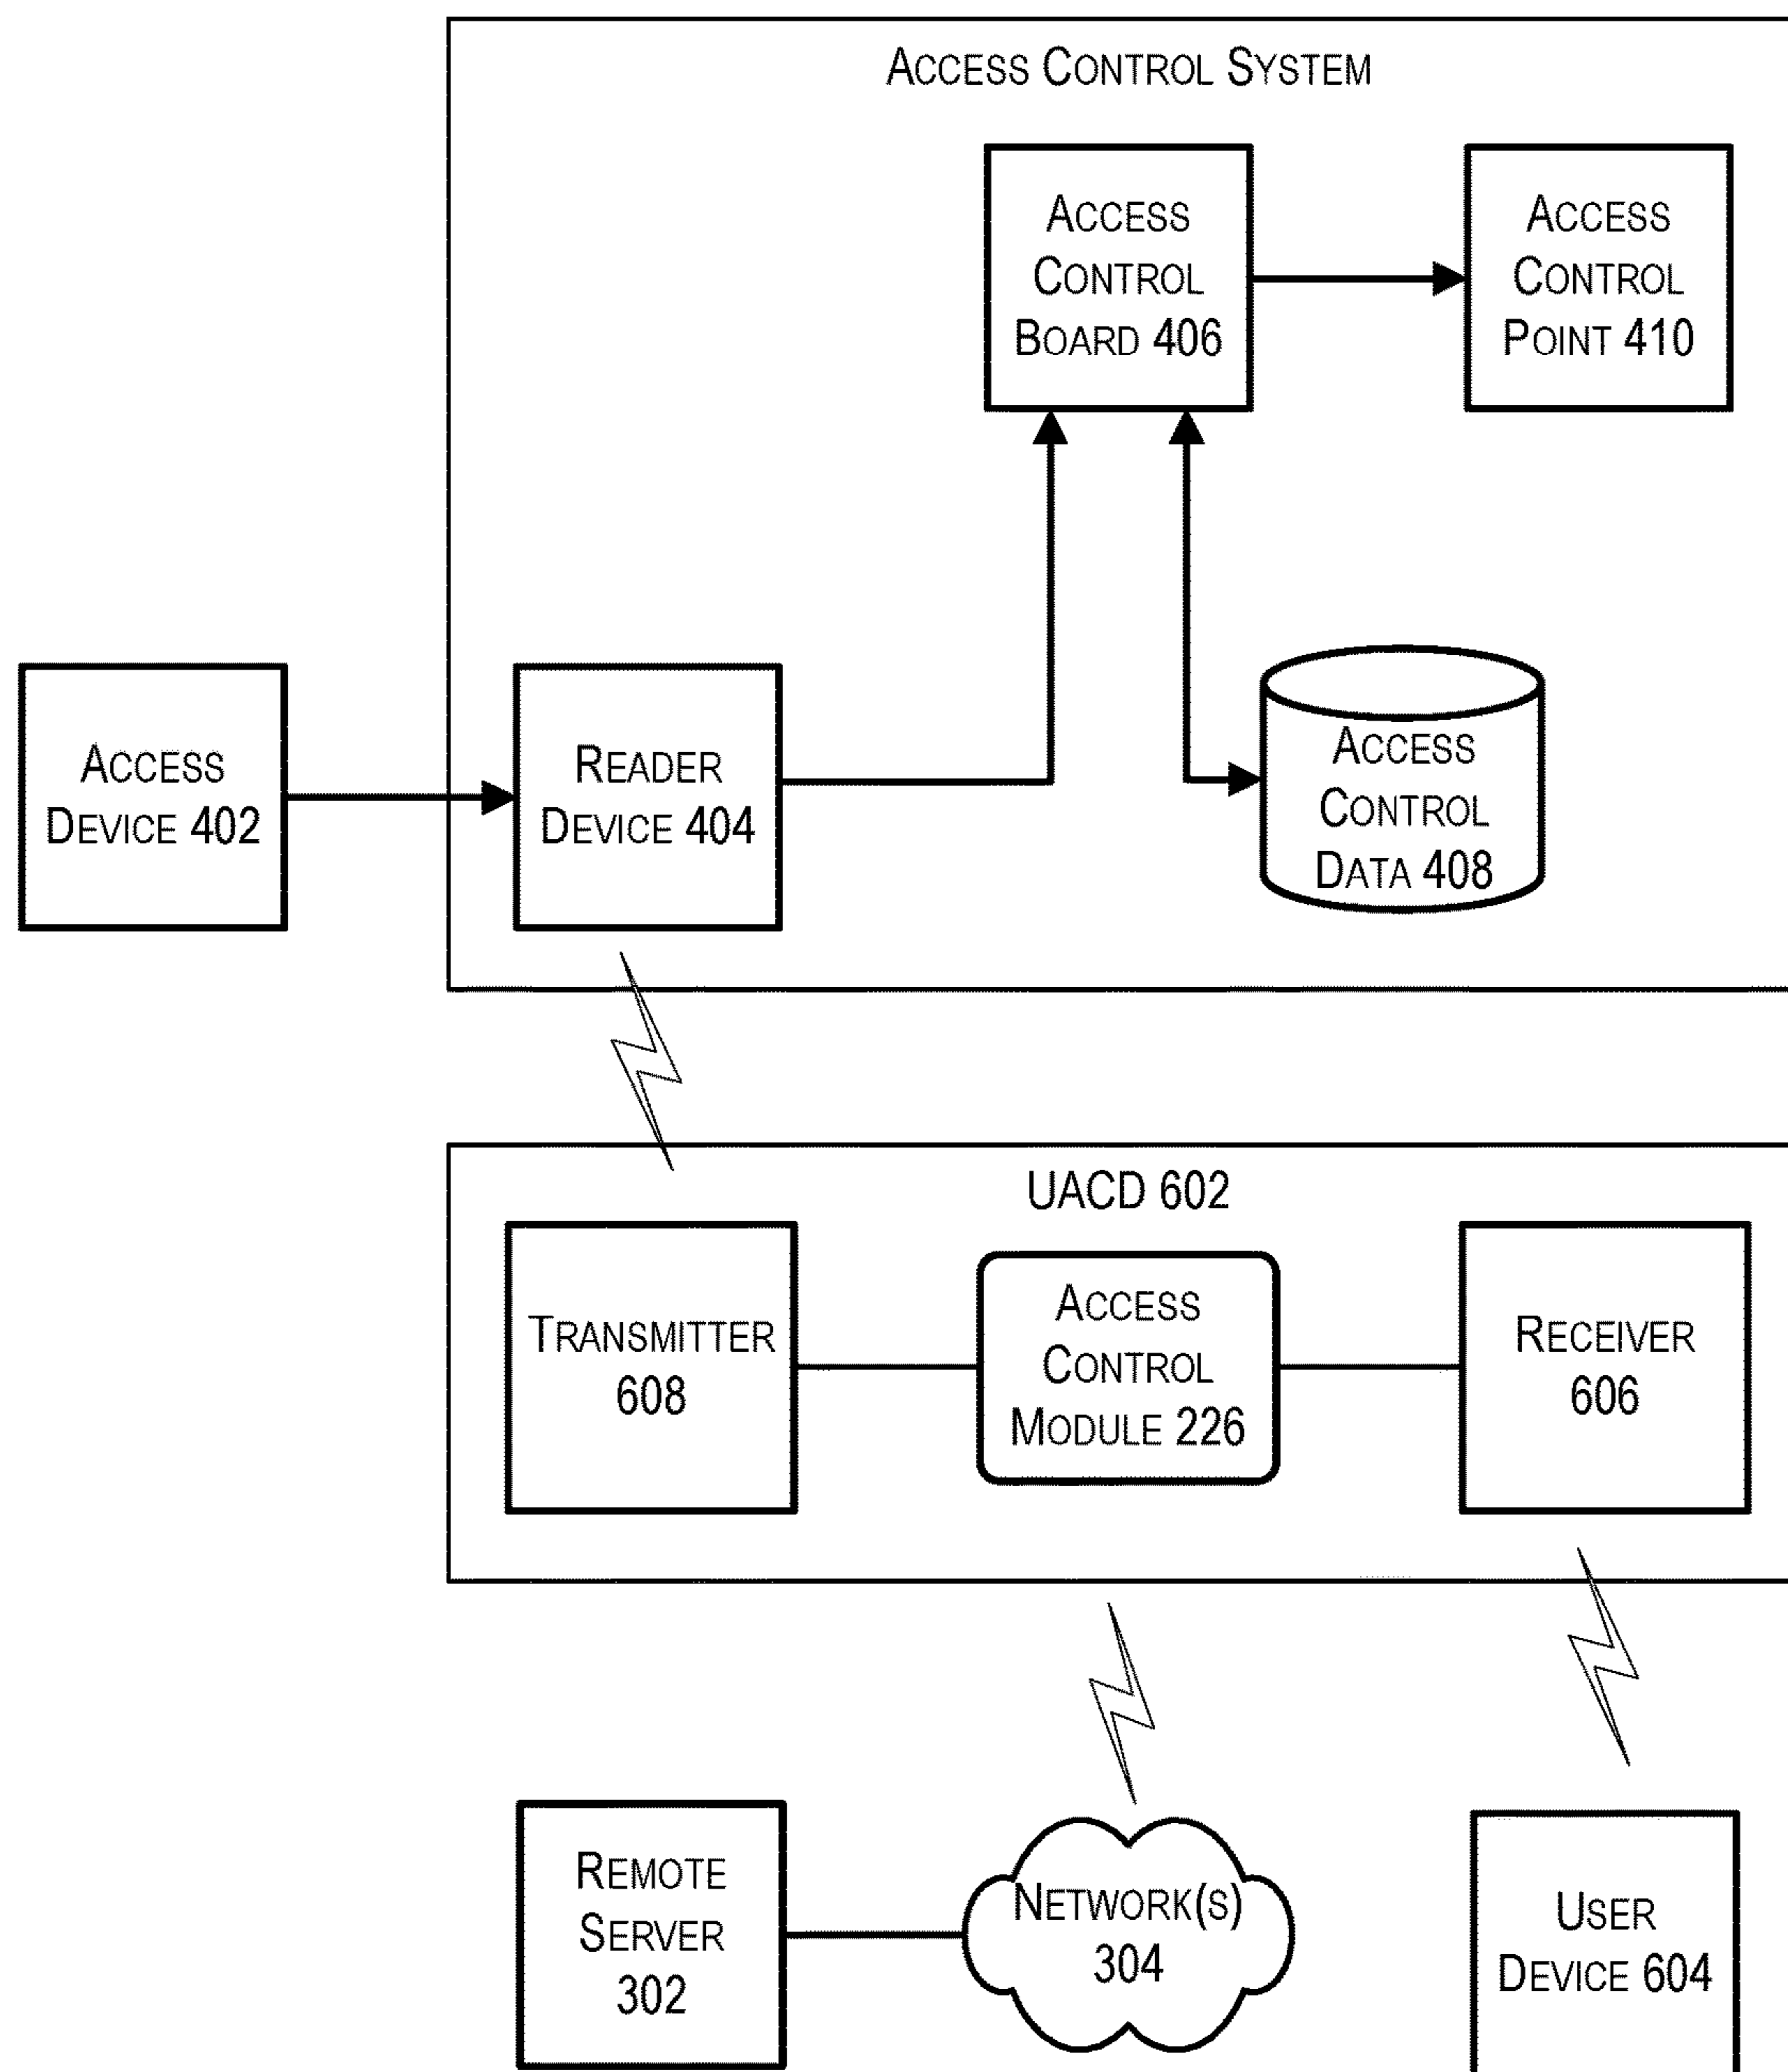 ACCESS CONTROL SYSTEM
ACCESS
CONTROL
BOARD 406
ACCESS
CONTROL
POINT 410
ACCESS
DEVICE 402
READER
DEVICE 404
ACCESS
CONTROL
DATA 408
UACD 602
TRANSMITTER
608
ACCESS
CONTROL
MODULE 226
RECEIVER
606
REMOTE
SERVER
302
NETWORK(S)
304
USER
DEVICE 604